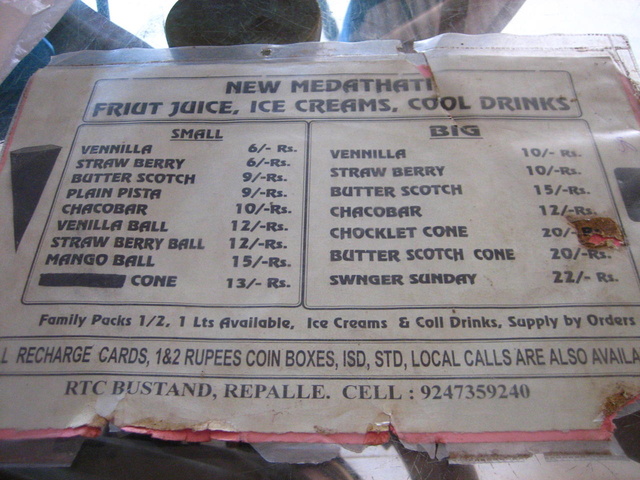 NEW MEDATHATI
FRIUT JUICE, ICE CREAMS, COOL DRINKS
SMALL
VENNILLA 6/- Rs.
STRAW BERRY 6/-Rs.
BUTTER SCOTCH 9/-Rs.
PLAIN PISTA 9/-Rs.
CHACOBAR 10/-Rs.
VENILLA BALL 12/-Rs.
STRAW BERRY BALL 12/-Rs.
MANGO BALL 15/-Rs.
CONE 13/- Rs.
BIG
VENNILLA 10/- Rs.
STRAW BERRY 10/-Rs.
BUTTER SCOTCH 15/-Rs.
CHACOBAR 12/-Rs.
CHOCKLET CONE 20/-
BUTTER SCOTCH CONE 20/-Rs.
SWNGER SUNDAY 22/- Rs.
Family Packs 1/2, 1 Lts Available, Ice Creams & Coll Drinks, Supply by Orders
L RECHARGE CARDS, 1&2 RUPEES COIN BOXES, ISD, STD, LOCAL CALLS ARE ALSO AVAILA
RTC BUSTAND, REPALLE. CELL : 9247359240